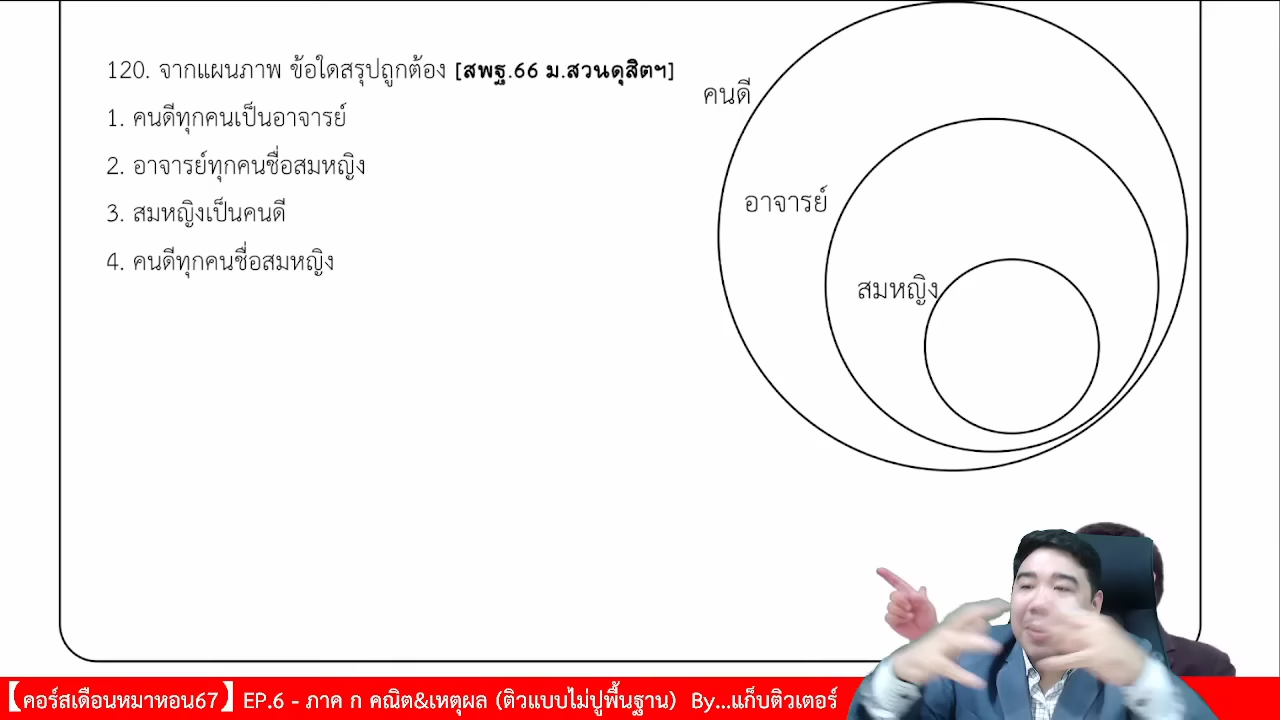 120. จากแผนภาพ ข้อใดสรุปถูกต้อง [สพฐ.66 ม.สวนดุสิตฯ]
1. คนดีทุกคนเป็นอาจารย์
2. อาจารย์ทุกคนชื่อสมหญิง
3. สมหญิงเป็นคนดี
4. คนดีทุกคนชื่อสมหญิง
คนดี
อาจารย์
สมหญิง
【คอร์สเดือนหมาหอน67】 EP.6 - ภาค ก คณิต&เหตุผล (ติวแบบไม่ปูพื้นฐาน) By...แก็บติวเตอร์